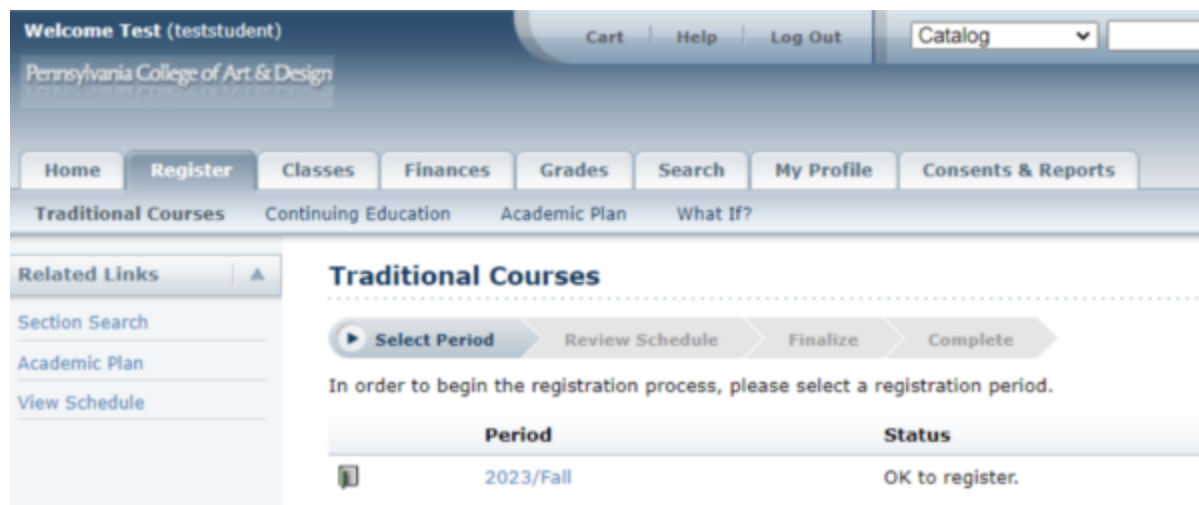 Welcome Test (teststudent)
Cart Help Log Out Catalog
Pennsylvania College of Art & Design
Home Register Classes Finances Grades Search My Profile Consents & Reports
Traditional Courses Continuing Education Academic Plan What If?
Related Links
Section Search
Academic Plan
View Schedule
Traditional Courses
Select Period Review Schedule Finalize Complete
In order to begin the registration process, please select a registration period.
Period Status
2023/Fall OK to register.